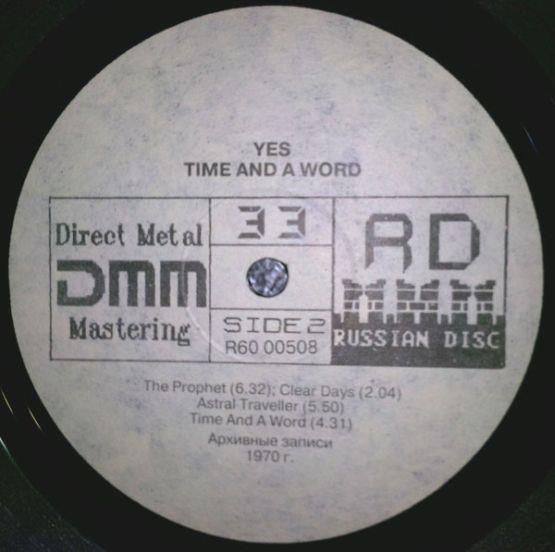 YES
TIME AND A WORD
Direct Metal
DMM
Mastering
33
SIDE 2
R60 00508
RD
RUSSIAN DISC
The Prophet (6.32); Clear Days (2.04)
Astral Traveller (5.50)
Time And A Word (4.31)
Архивные записи
1970 г.